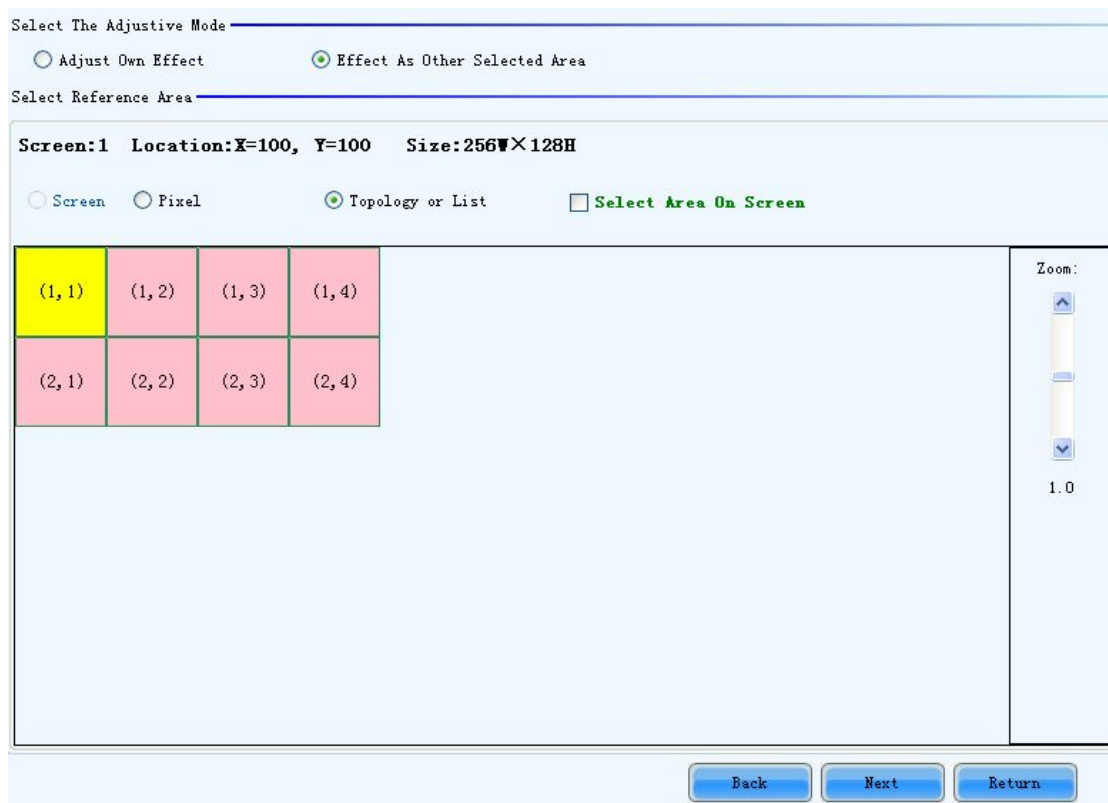 Select The Adjustive Mode
Adjust Own Effect Effect As Other Selected Area
Select Reference Area
Screen:1 Location:X=100, Y=100 Size:256W×128H
Screen Pixel Topology or List Select Area On Screen
Zoom:
(1, 1) (1, 2) (1, 3) (1, 4)
(2, 1) (2, 2) (2, 3) (2, 4)
1.0
Back Next Return